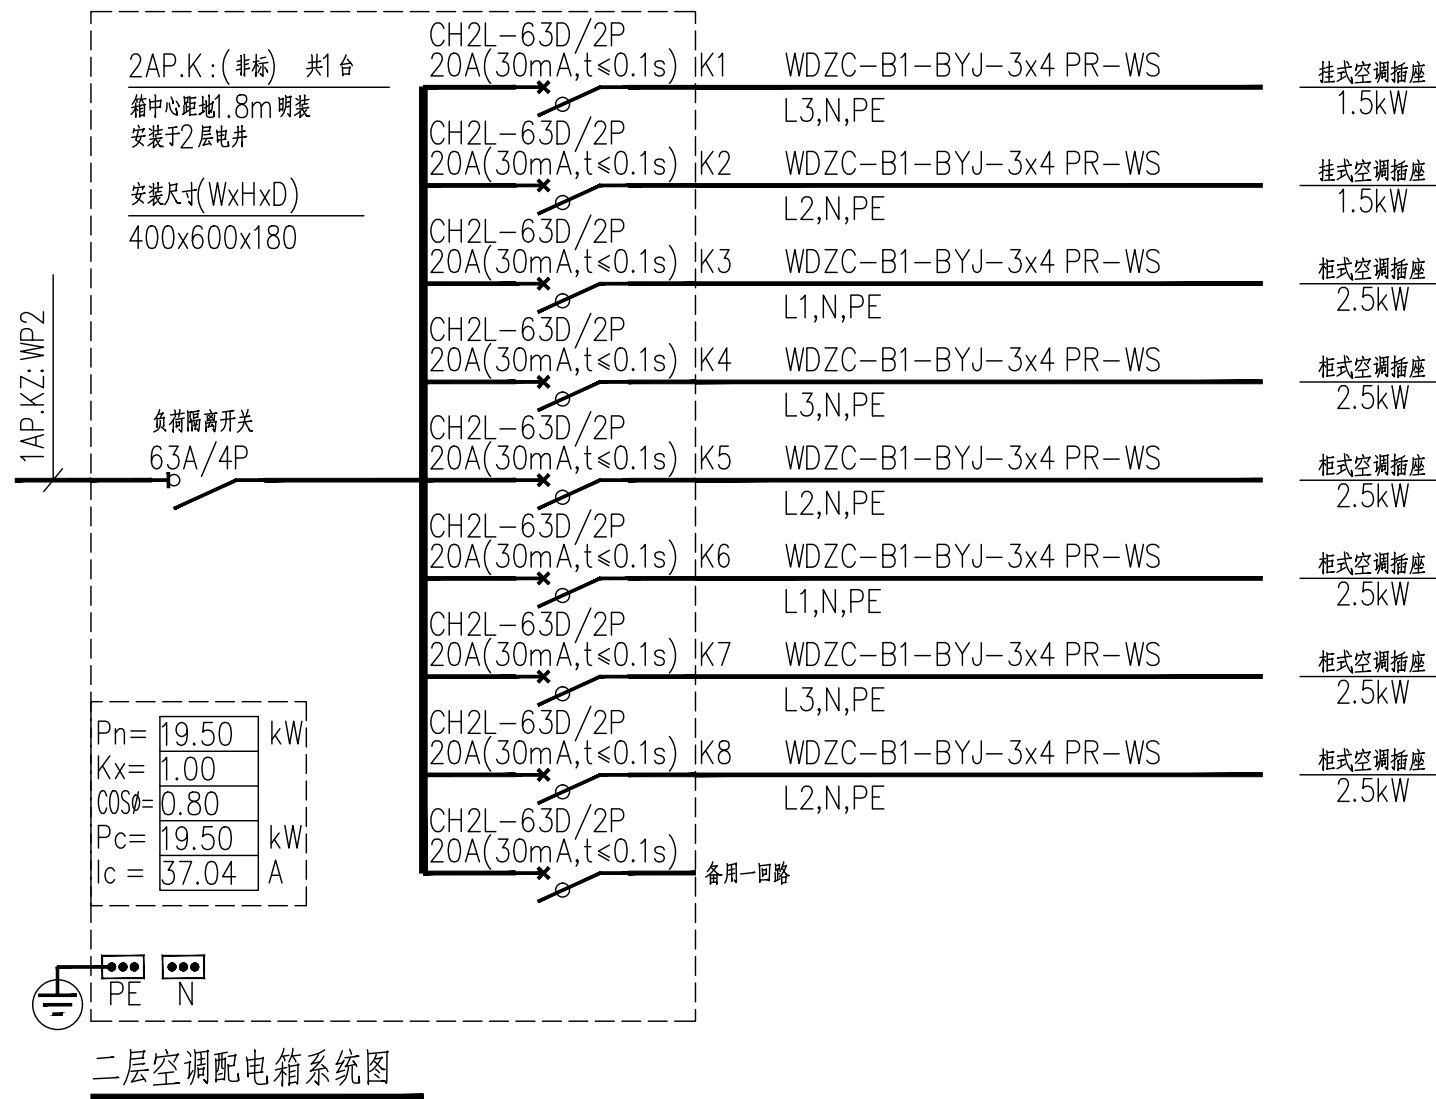 2AP.K:(非标) 共1台
箱中心距地1.8m明装
安装于2层电井
安装尺寸(WxHxD)
400x600x180
1AP.KZ: WP2
负荷隔离开关
63A/4P
CH2L-63D/2P
20A(30mA,t≤0.1s) K1 WDZC-B1-BYJ-3x4 PR-WS 挂式空调插座
L3,N,PE 1.5kW
CH2L-63D/2P
20A(30mA,t≤0.1s) K2 WDZC-B1-BYJ-3x4 PR-WS 挂式空调插座
L2,N,PE 1.5kW
CH2L-63D/2P
20A(30mA,t≤0.1s) K3 WDZC-B1-BYJ-3x4 PR-WS 柜式空调插座
L1,N,PE 2.5kW
CH2L-63D/2P
20A(30mA,t≤0.1s) K4 WDZC-B1-BYJ-3x4 PR-WS 柜式空调插座
L3,N,PE 2.5kW
CH2L-63D/2P
20A(30mA,t≤0.1s) K5 WDZC-B1-BYJ-3x4 PR-WS 柜式空调插座
L2,N,PE 2.5kW
CH2L-63D/2P
20A(30mA,t≤0.1s) K6 WDZC-B1-BYJ-3x4 PR-WS 柜式空调插座
L1,N,PE 2.5kW
CH2L-63D/2P
20A(30mA,t≤0.1s) K7 WDZC-B1-BYJ-3x4 PR-WS 柜式空调插座
L3,N,PE 2.5kW
CH2L-63D/2P
20A(30mA,t≤0.1s) K8 WDZC-B1-BYJ-3x4 PR-WS 柜式空调插座
L2,N,PE 2.5kW
CH2L-63D/2P
20A(30mA,t≤0.1s) 备用一回路
Pn= 19.50 kW
Kx= 1.00
COSø= 0.80
Pc= 19.50 kW
Ic = 37.04 A
PE N
二层空调配电箱系统图